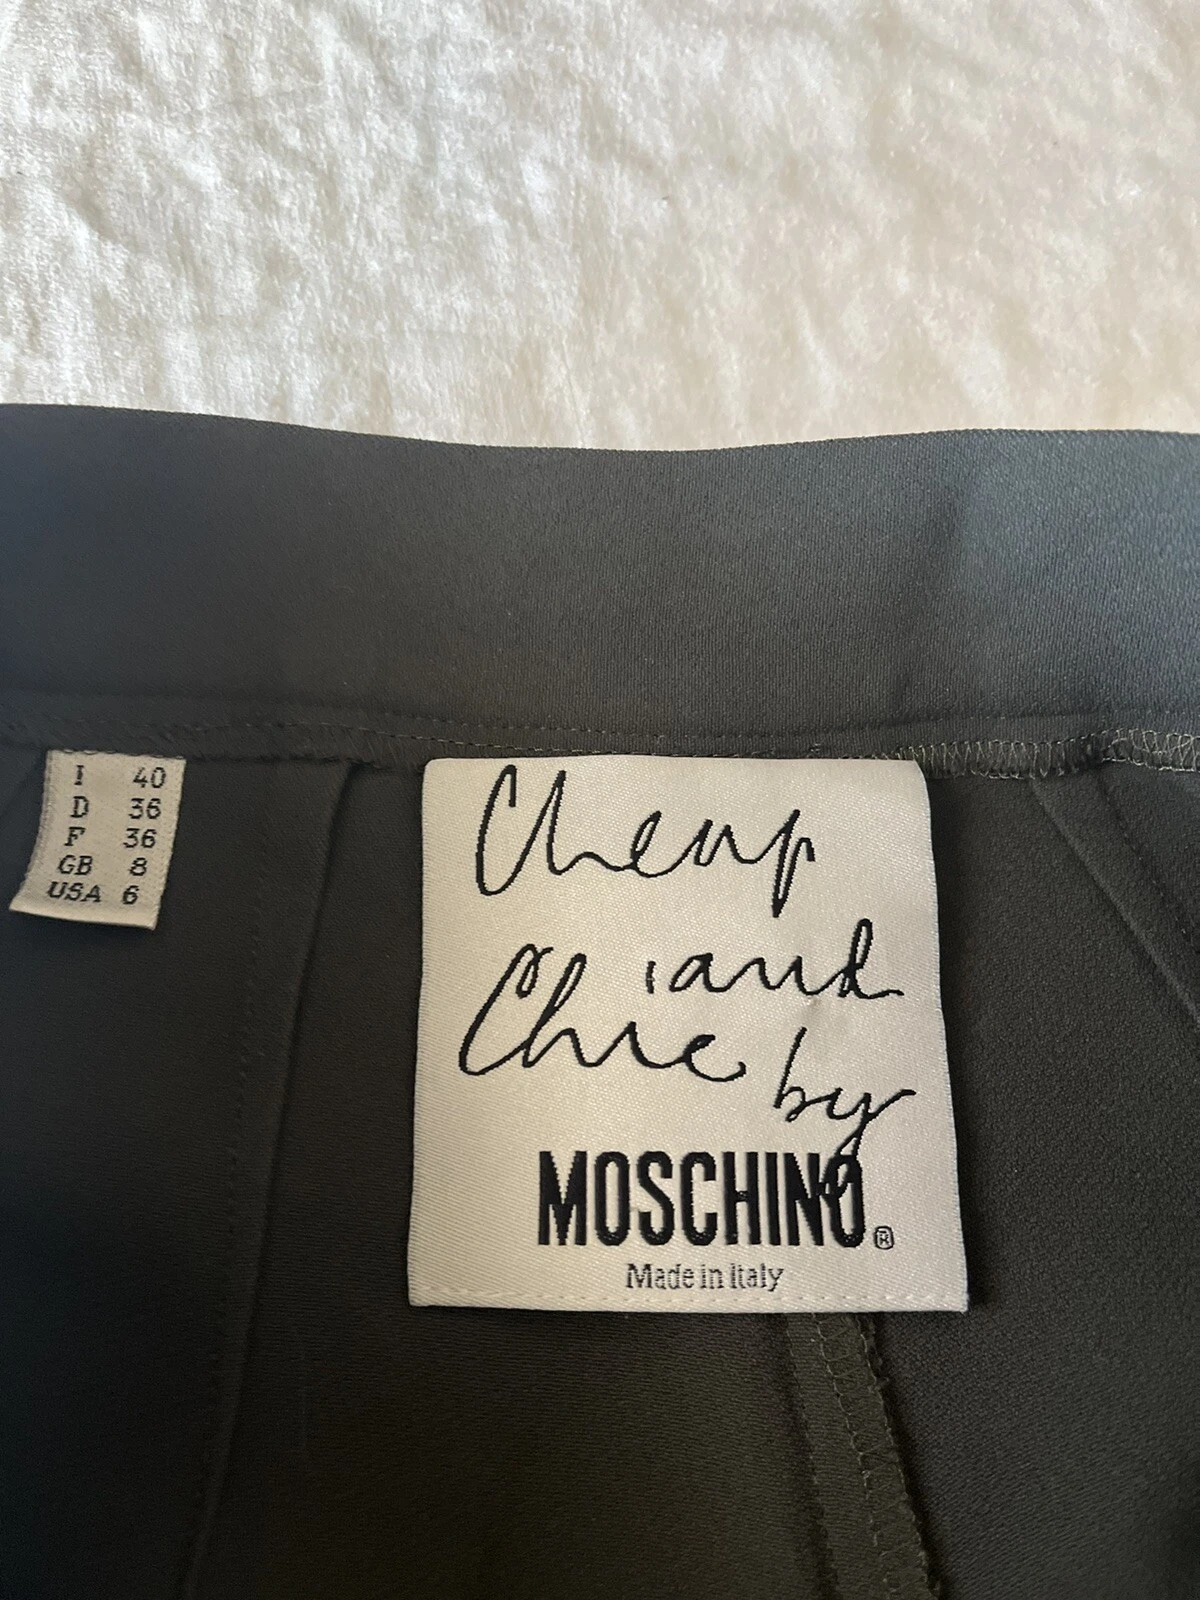 I 40
D 36
F 36
GB 8
USA 6
Cheap
and
Chic by
MOSCHINO®
Made in Italy